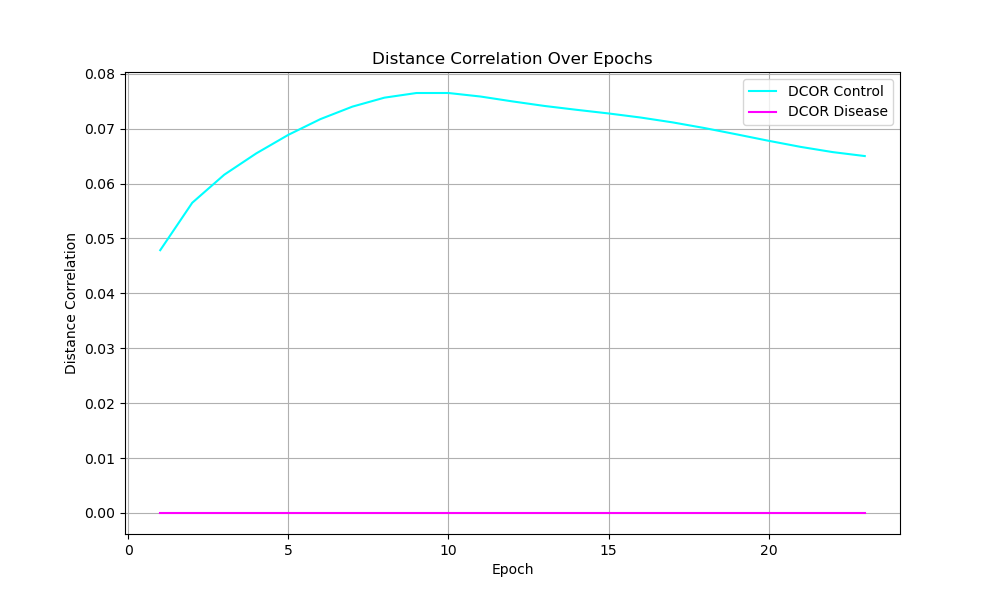 Distance Correlation Over Epochs
DCOR Control
DCOR Disease
Distance Correlation
0.08
0.07
0.06
0.05
0.04
0.03
0.02
0.01
0.00
0
5
10
15
20
Epoch